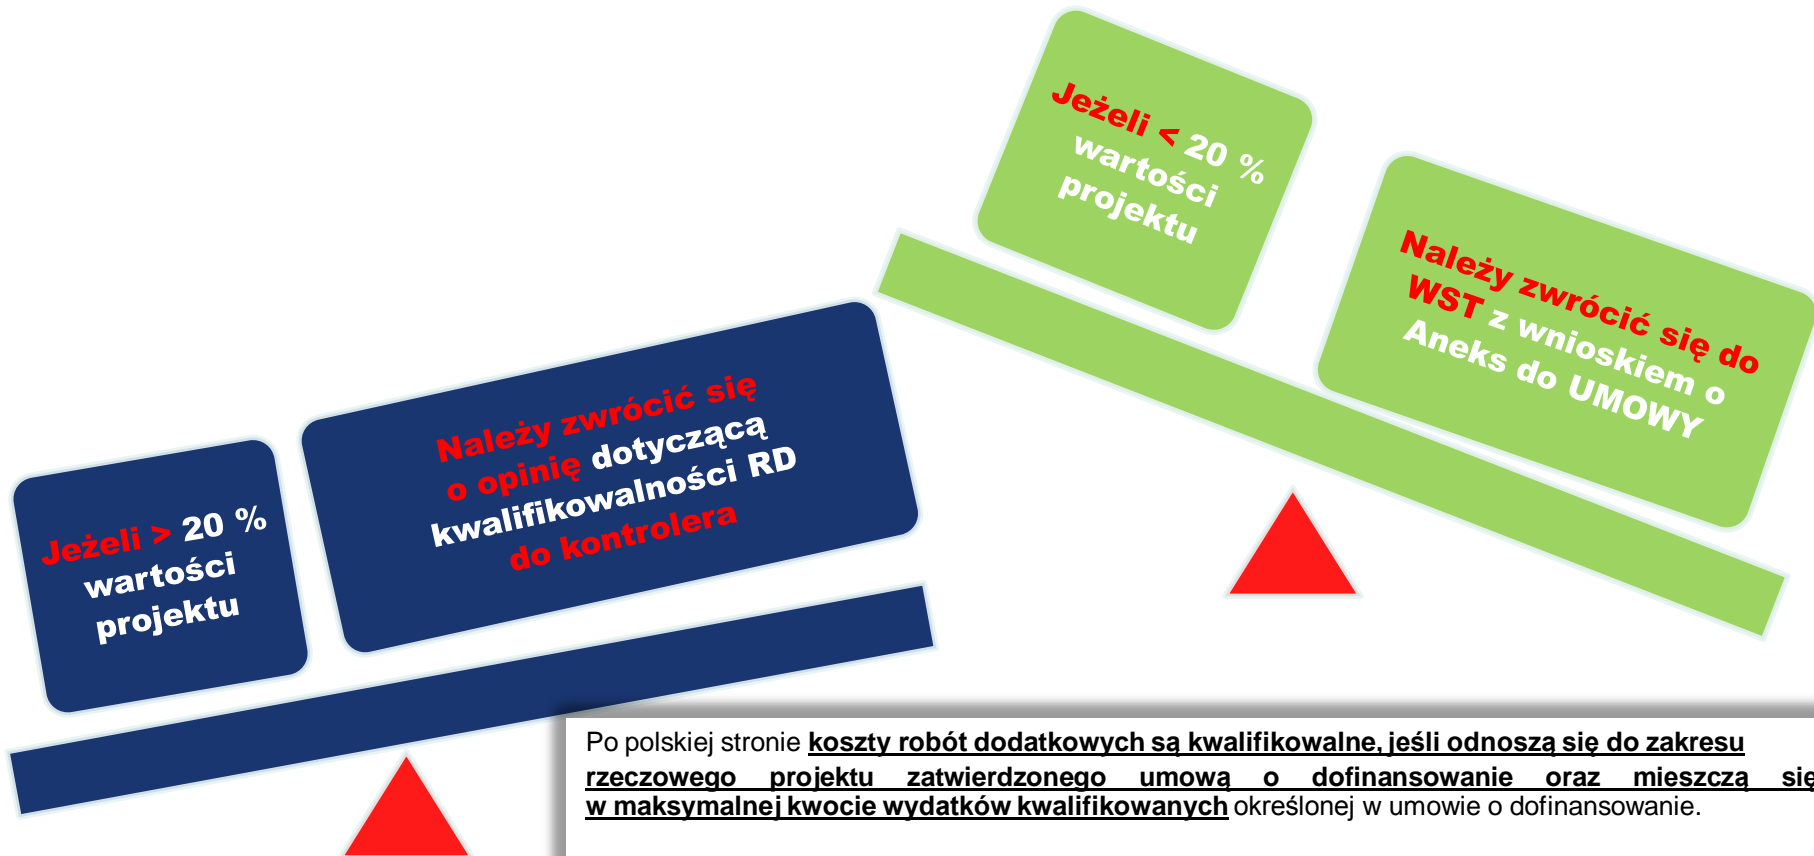 Jeżeli > 20 %
wartości
projektu
Należy zwrócić się
o opinię dotyczącą
kwalifikowalności RD
do kontrolera
Jeżeli < 20 %
wartości
projektu
Należy zwrócić się do
WST z wnioskiem o
Aneks do UMOWY
Po polskiej stronie koszty robót dodatkowych są kwalifikowalne, jeśli odnoszą się do zakresu
rzeczowego projektu zatwierdzonego umową o dofinansowanie oraz mieszczą się
w maksymalnej kwocie wydatków kwalifikowanych określonej w umowie o dofinansowanie.